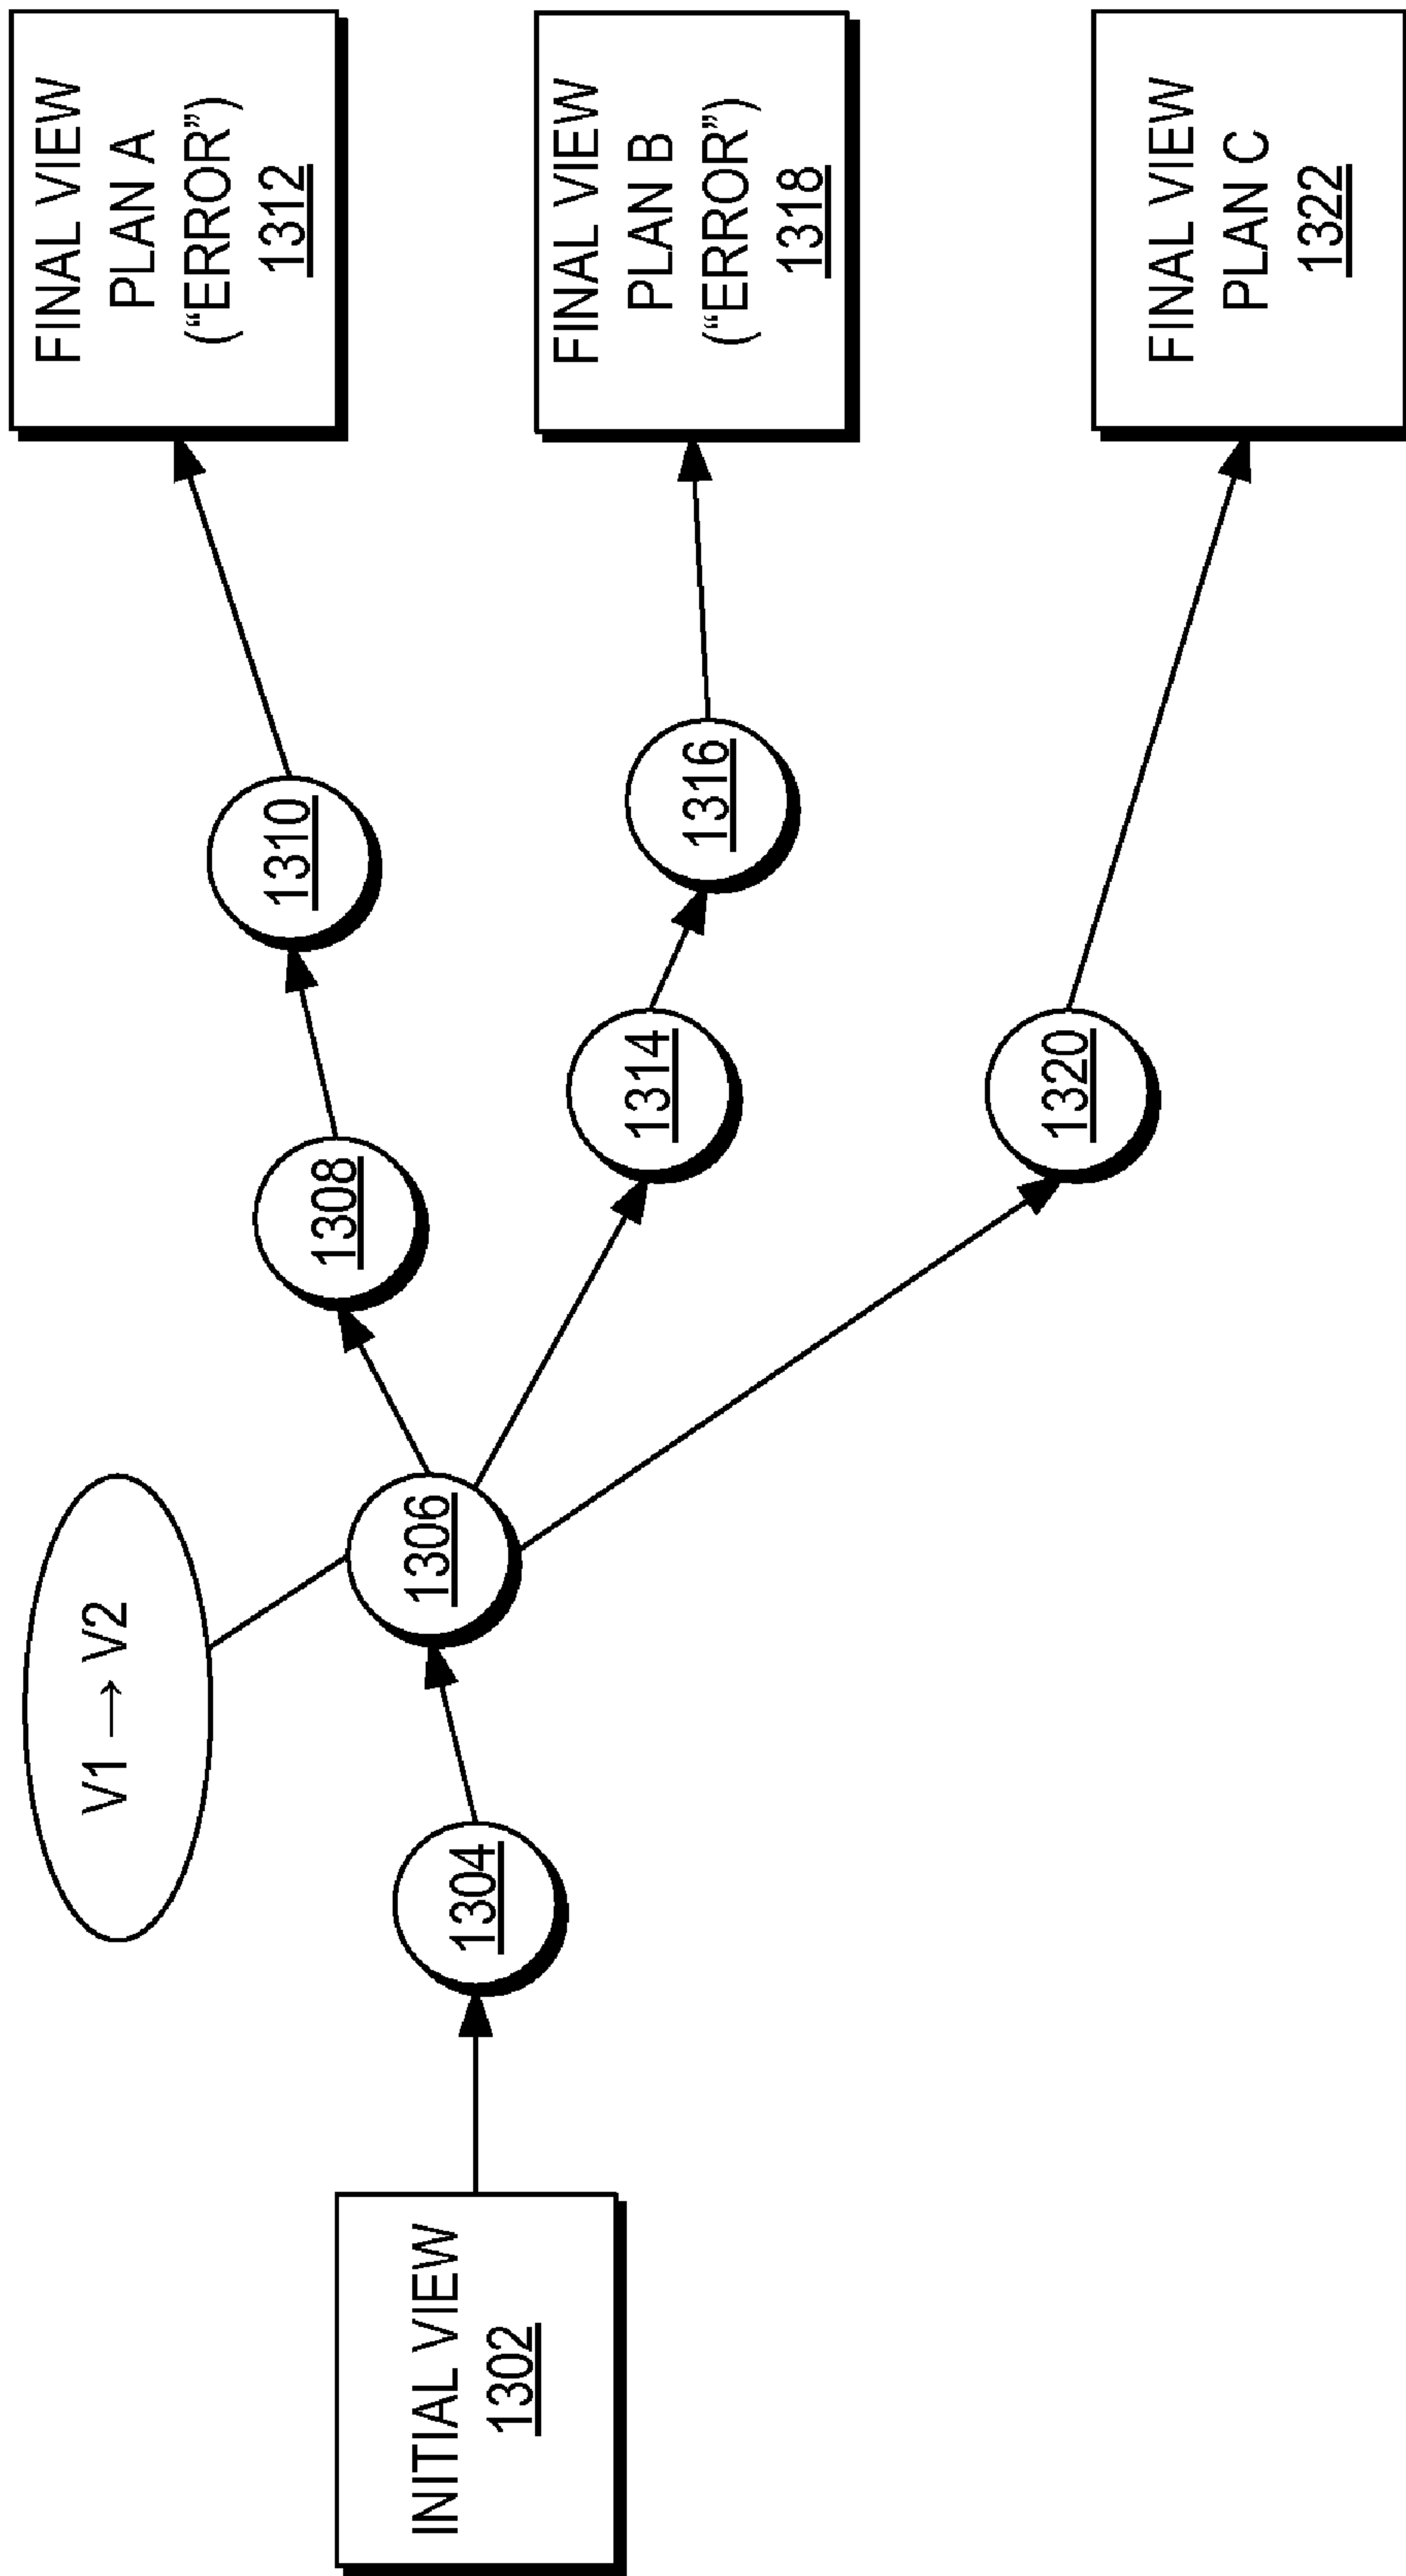 INITIAL VIEW
1302
1304
V1 → V2
1306
1308
1310
FINAL VIEW
PLAN A
(“ERROR”)
1312
1314
1316
FINAL VIEW
PLAN B
(“ERROR”)
1318
1320
FINAL VIEW
PLAN C
1322